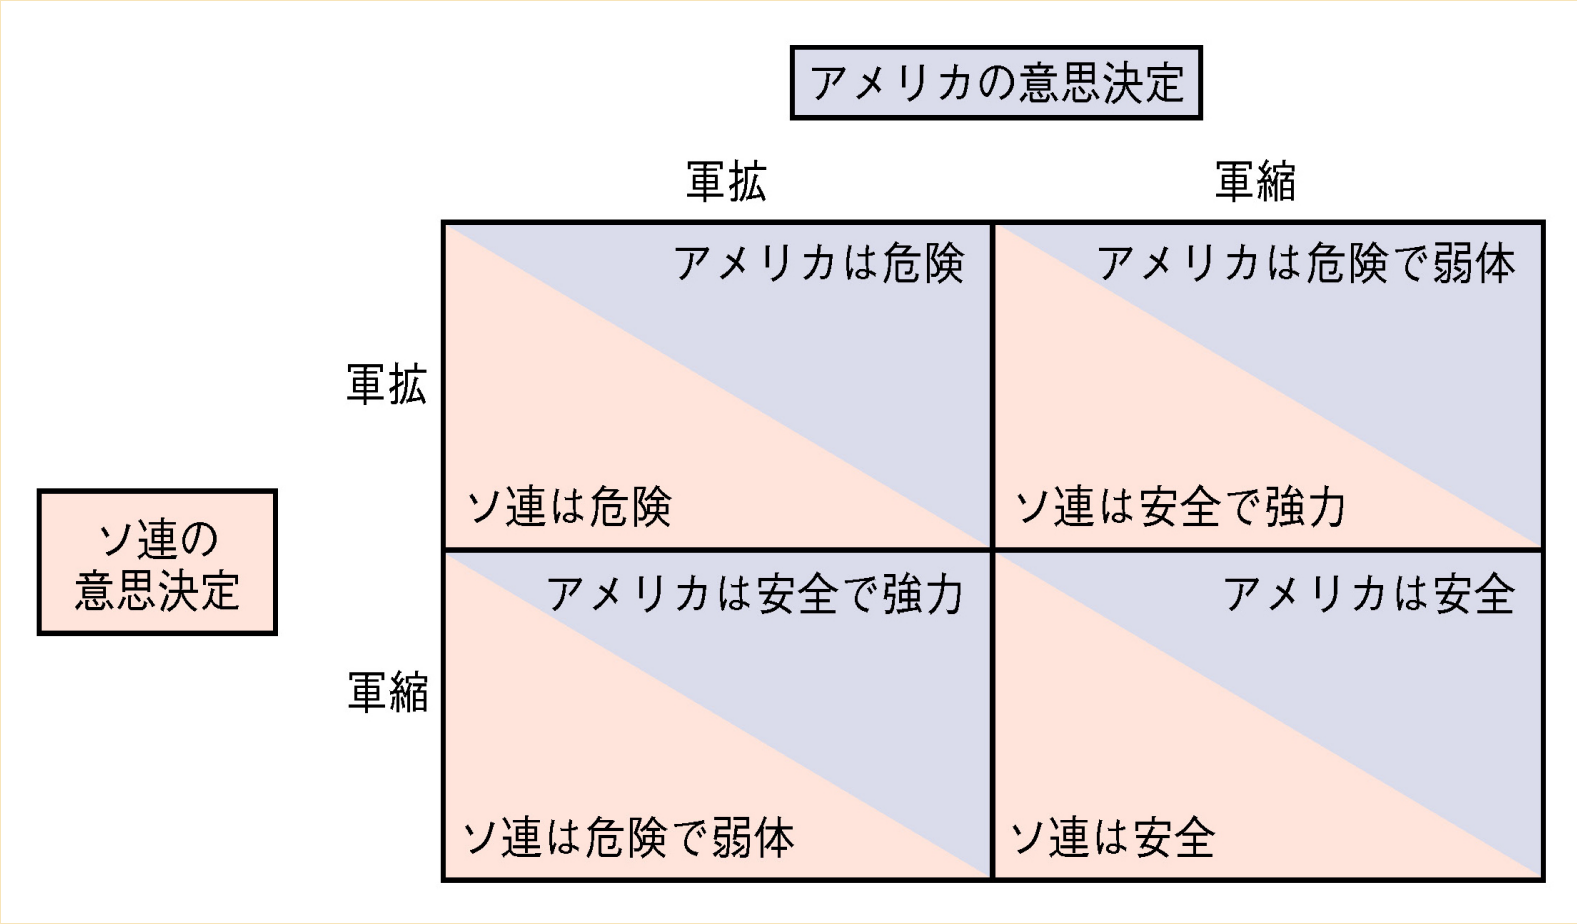 アメリカの意思決定
軍拡
軍縮
アメリカは危険
アメリカは危険で弱体
軍拡
ソ連は危険
ソ連は安全で強力
ソ連の
意思決定
アメリカは安全で強力
アメリカは安全
軍縮
ソ連は危険で弱体
ソ連は安全